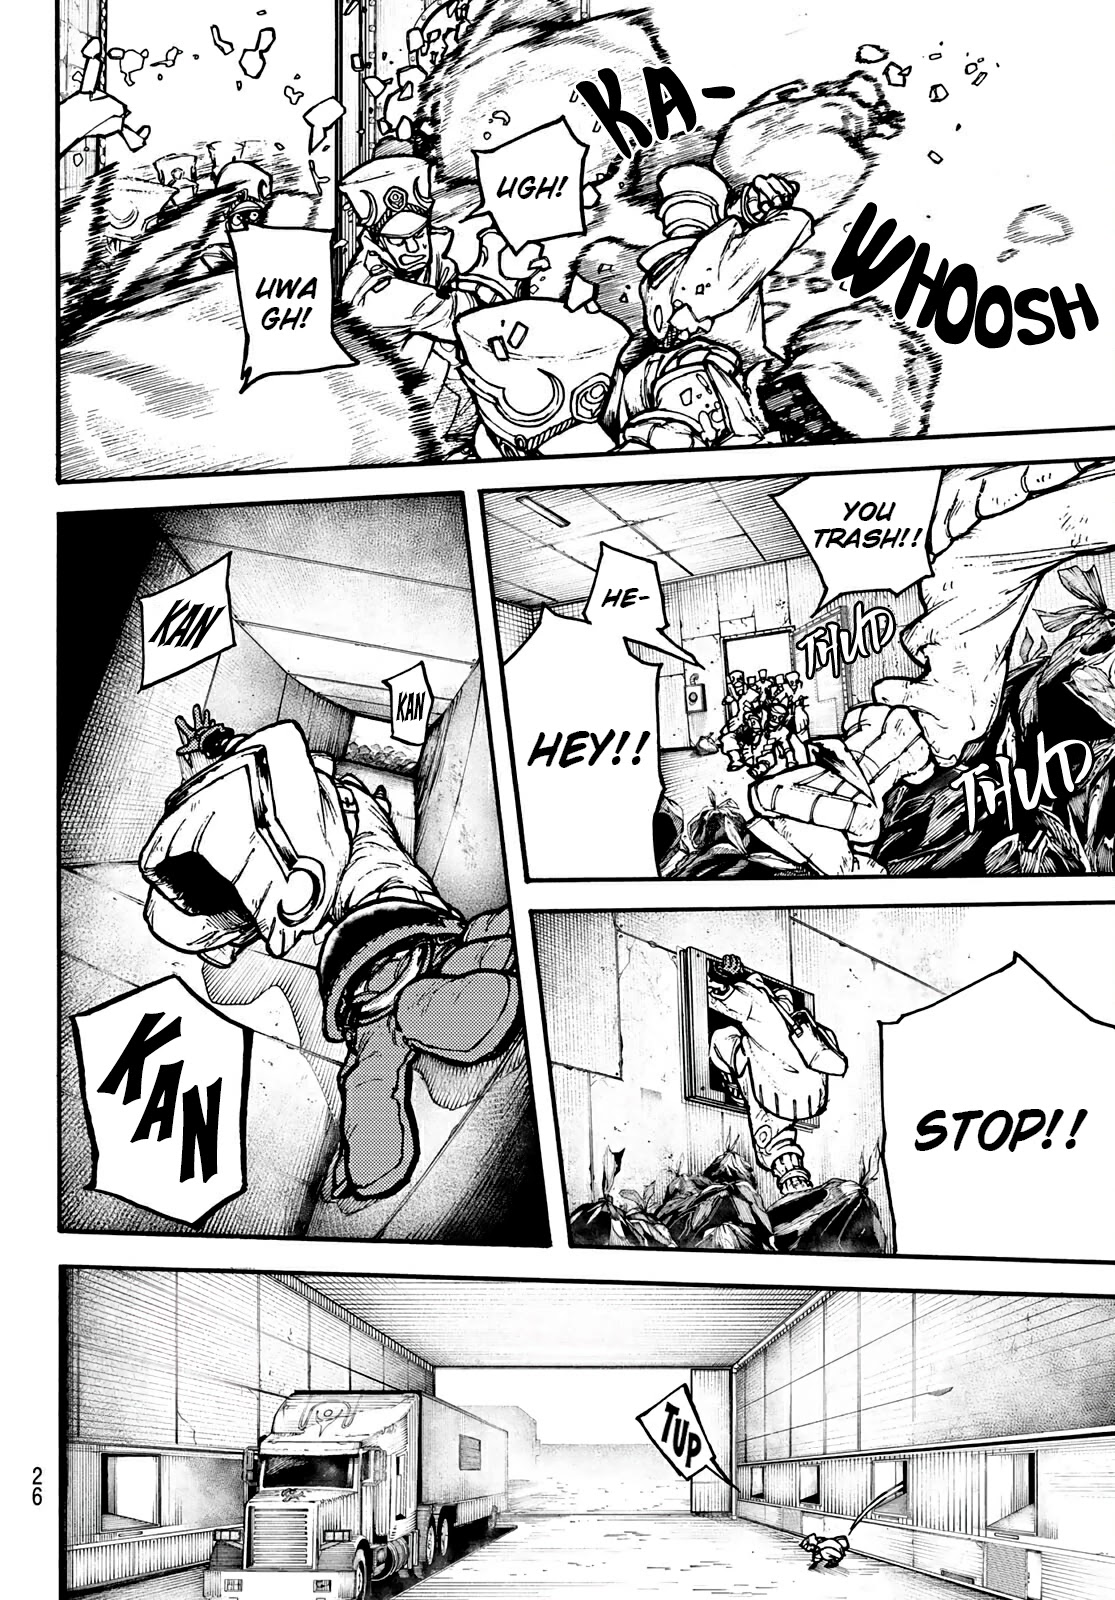 KA-
WHOOSH
UGH!
UWA
GH!
YOU
TRASH!!
THUD
THUD
HE-
HEY!!
STOP!!
KAN
KAN
KAN
TUP
26